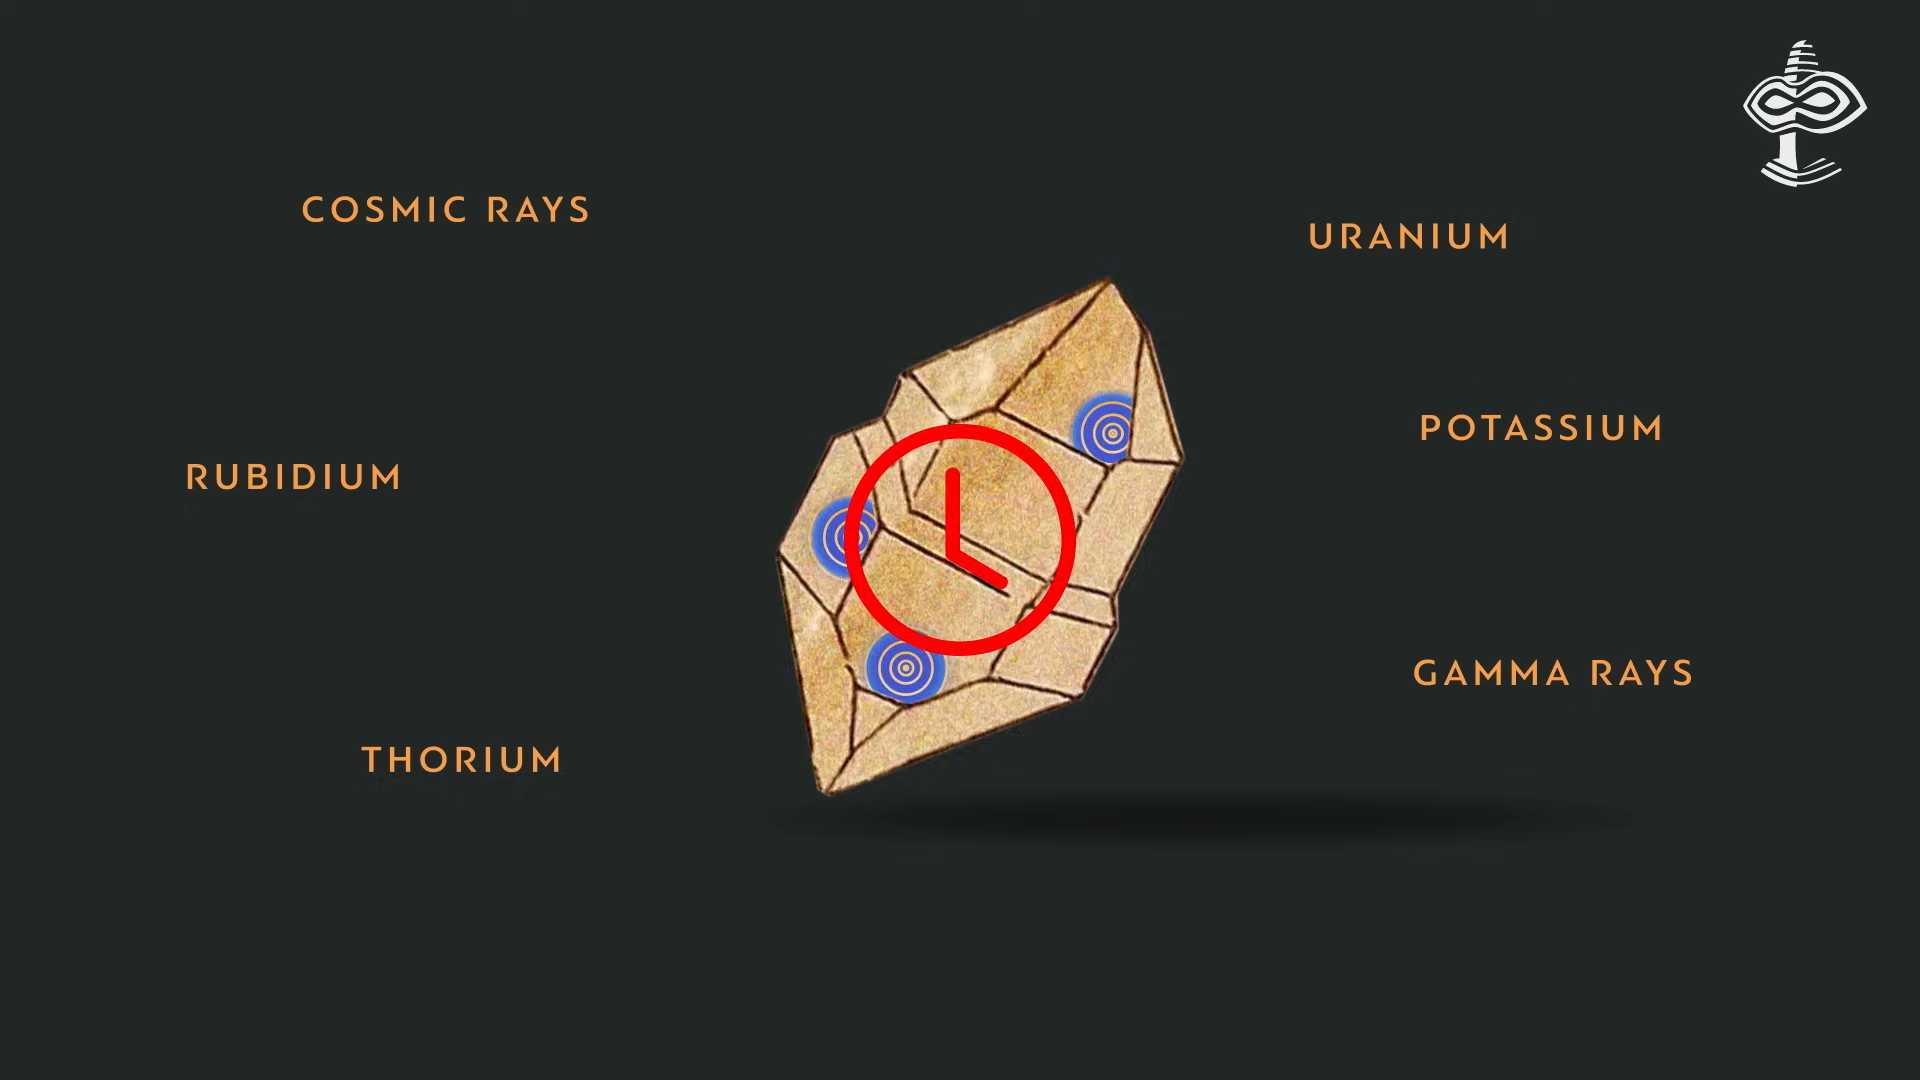 COSMIC RAYS
URANIUM
POTASSIUM
RUBIDIUM
GAMMA RAYS
THORIUM